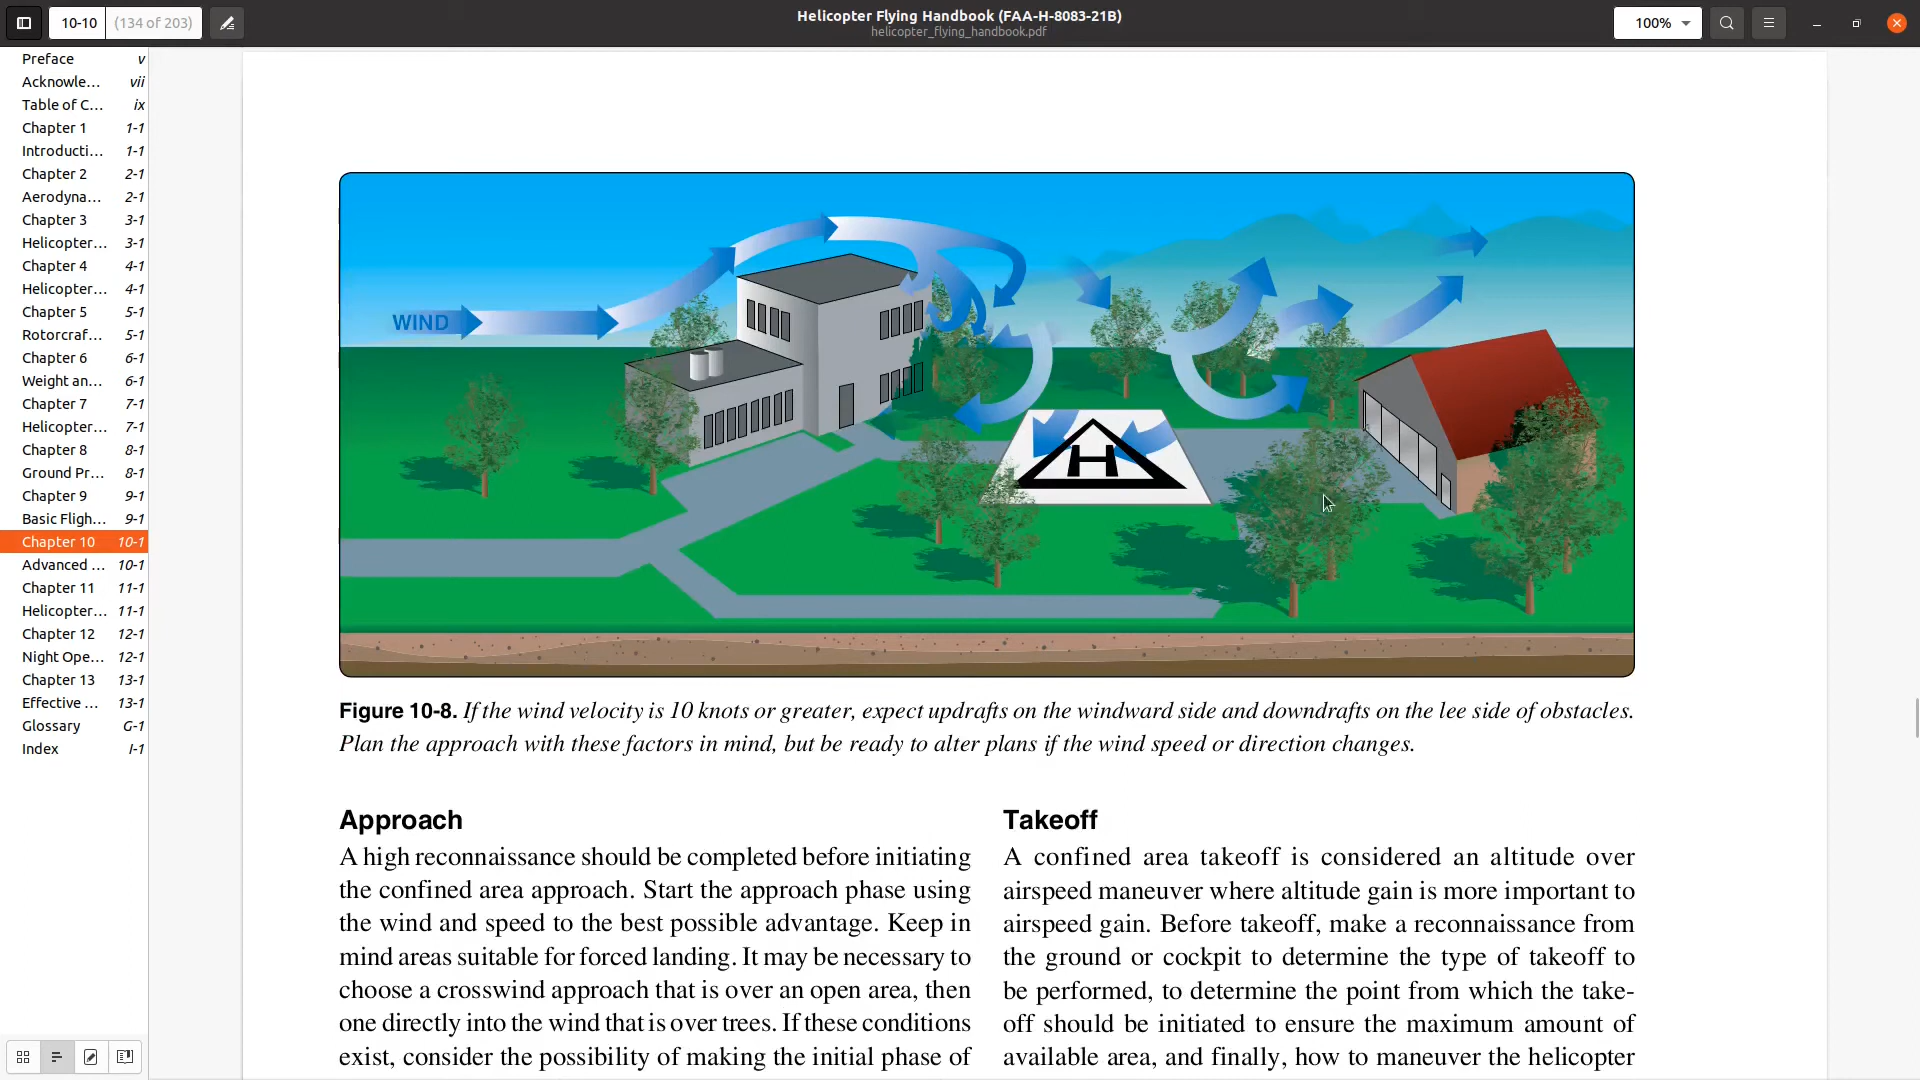 10-10
(134 of 203)
Helicopter Flying Handbook (FAA-H-8083-21B)
helicopter_flying_handbook.pdf
100%
Preface v
Acknowle... vii
Table of C... ix
Chapter 1 1-1
Introducti... 1-1
Chapter 2 2-1
Aerodyna... 2-1
Chapter 3 3-1
Helicopter... 3-1
Chapter 4 4-1
Helicopter... 4-1
Chapter 5 5-1
Rotorcraf... 5-1
Chapter 6 6-1
Weight an... 6-1
Chapter 7 7-1
Helicopter... 7-1
Chapter 8 8-1
Ground Pr... 8-1
Chapter 9 9-1
Basic Fligh... 9-1
Chapter 10 10-1
Advanced ... 10-1
Chapter 11 11-1
Helicopter... 11-1
Chapter 12 12-1
Night Ope... 12-1
Chapter 13 13-1
Effective ... 13-1
Glossary G-1
Index I-1
WIND
H
Figure 10-8. If the wind velocity is 10 knots or greater, expect updrafts on the windward side and downdrafts on the lee side of obstacles.
Plan the approach with these factors in mind, but be ready to alter plans if the wind speed or direction changes.
Approach
A high reconnaissance should be completed before initiating
the confined area approach. Start the approach phase using
the wind and speed to the best possible advantage. Keep in
mind areas suitable for forced landing. It may be necessary to
choose a crosswind approach that is over an open area, then
one directly into the wind that is over trees. If these conditions
exist, consider the possibility of making the initial phase of
Takeoff
A confined area takeoff is considered an altitude over
airspeed maneuver where altitude gain is more important to
airspeed gain. Before takeoff, make a reconnaissance from
the ground or cockpit to determine the type of takeoff to
be performed, to determine the point from which the take-
off should be initiated to ensure the maximum amount of
available area, and finally, how to maneuver the helicopter